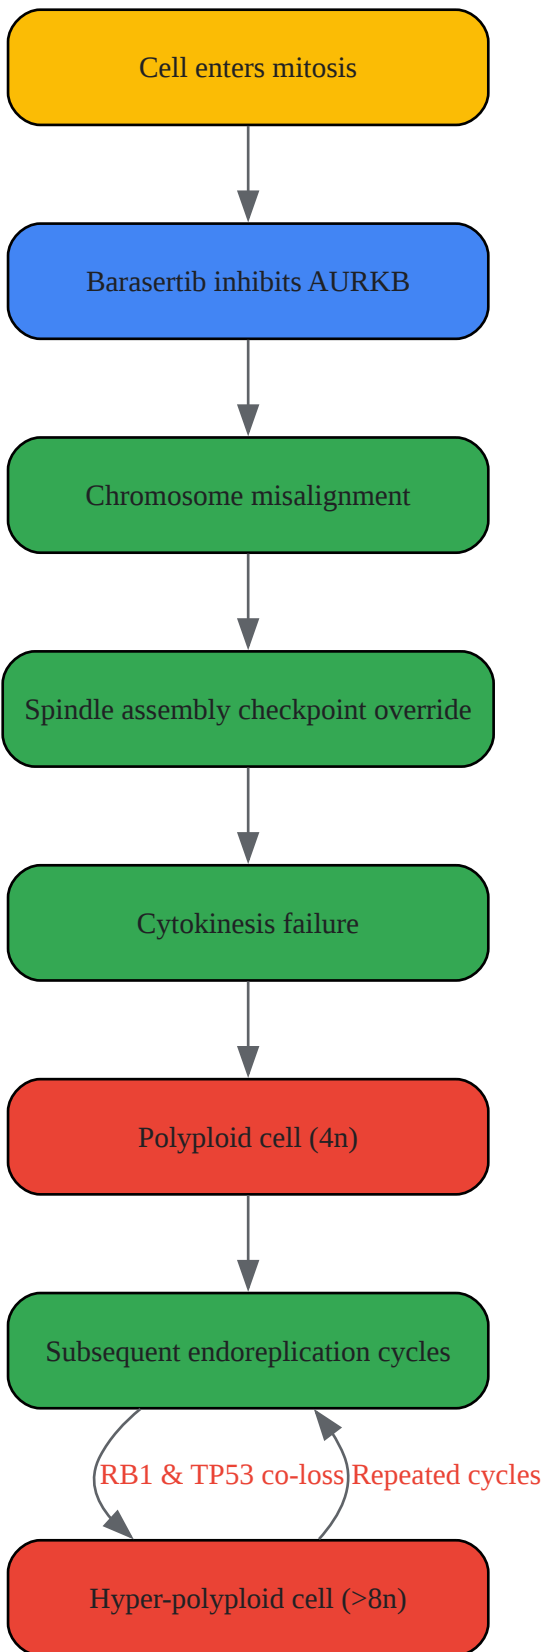 Cell enters mitosis
Barasertib inhibits AURKB
Chromosome misalignment
Spindle assembly checkpoint override
Cytokinesis failure
Polyploid cell (4n)
Subsequent endoreplication cycles
RB1 & TP53 co-loss
Repeated cycles
Hyper-polyploid cell (>8n)